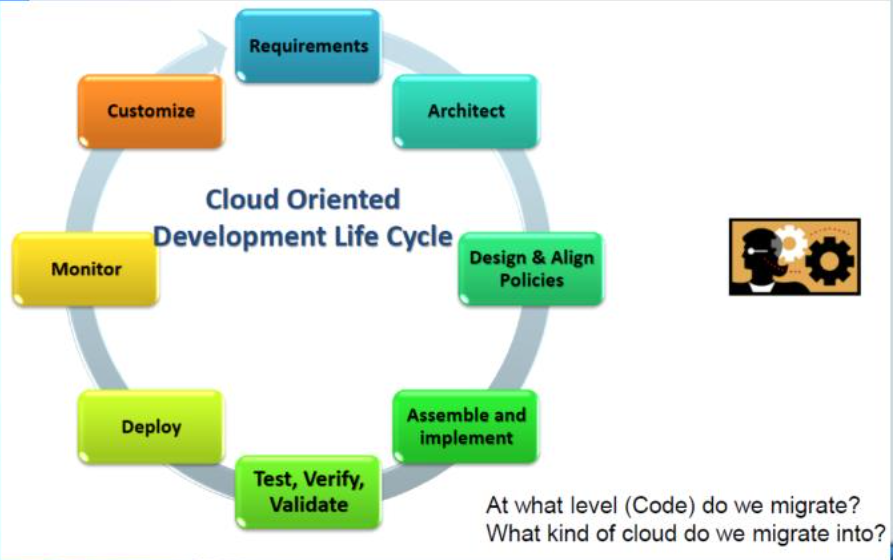 Requirements
Architect
Design & Align
Policies
Assemble and
implement
Test, Verify,
Validate
Deploy
Monitor
Customize
Cloud Oriented
Development Life Cycle
At what level (Code) do we migrate?
What kind of cloud do we migrate into?